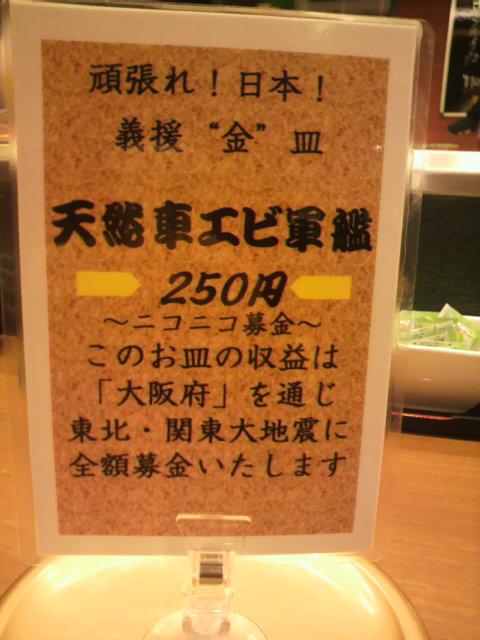 頑張れ！日本！
義援“金”皿
天然車エビ軍艦
250円
～ニコニコ募金～
このお皿の収益は
「大阪府」を通じ
東北・関東大地震に
全額募金いたします